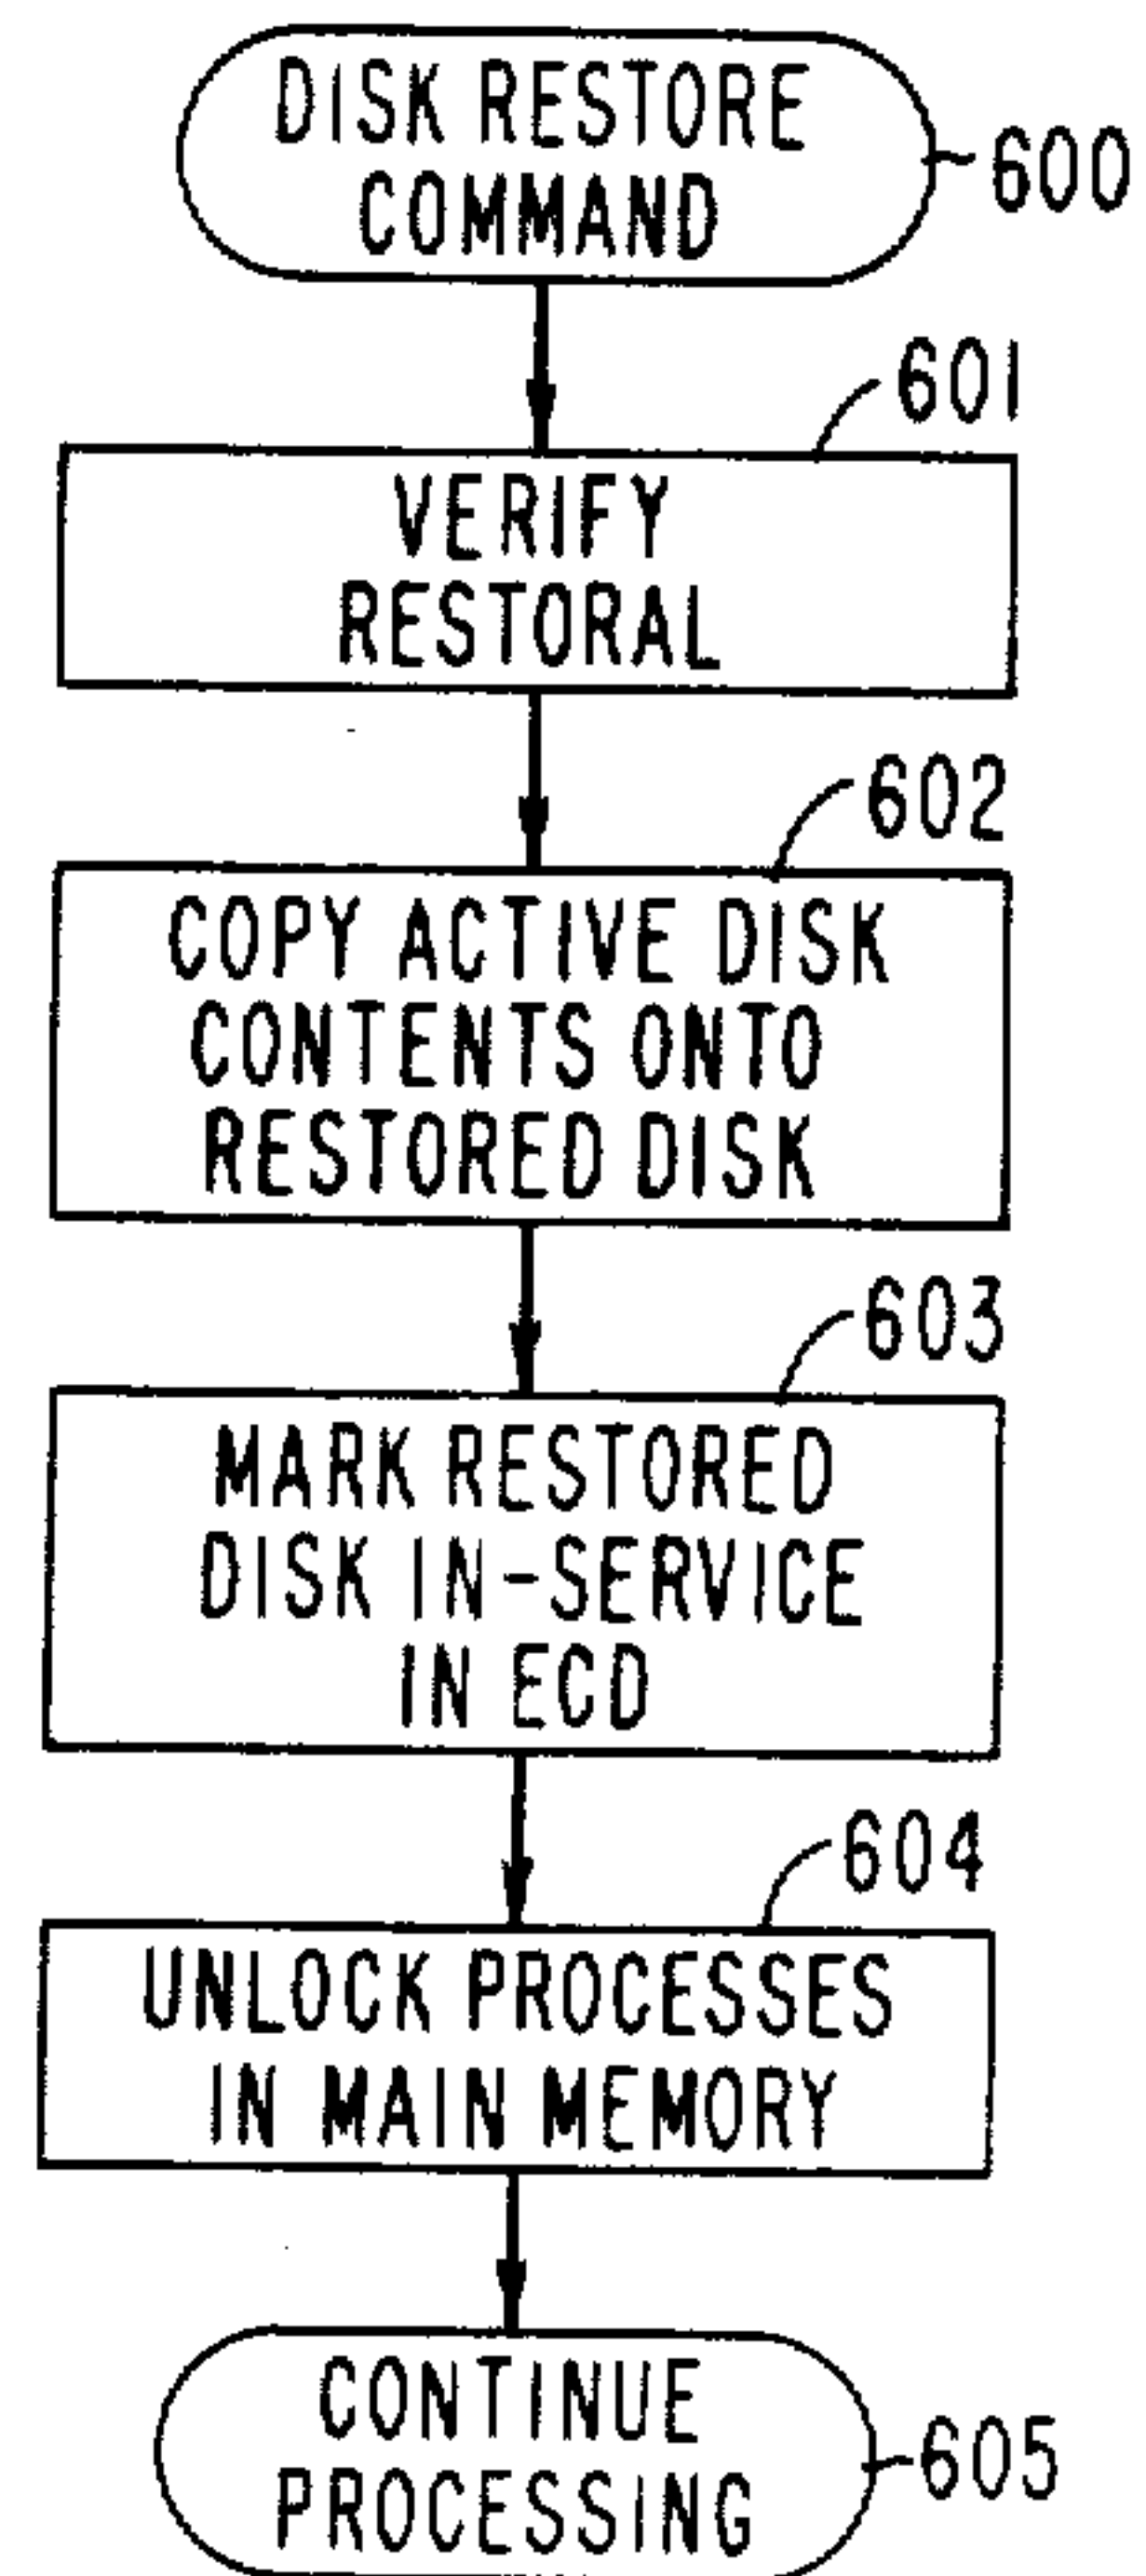 DISK RESTORE
COMMAND
600
601
VERIFY
RESTORAL
602
COPY ACTIVE DISK
CONTENTS ONTO
RESTORED DISK
603
MARK RESTORED
DISK IN-SERVICE
IN ECD
604
UNLOCK PROCESSES
IN MAIN MEMORY
CONTINUE
PROCESSING
605